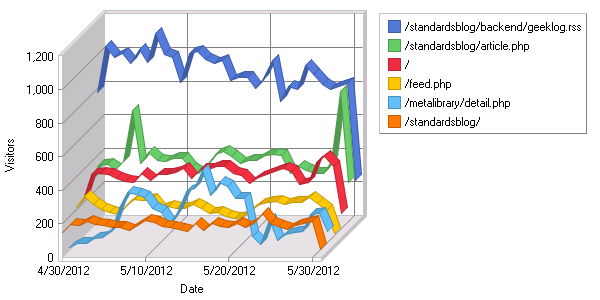 1,200
1,000
800
600
400
200
0
Visitors
4/30/2012 5/10/2012 5/20/2012 5/30/2012
Date
/standardsblog/backend/geeklog.rss
/standardsblog/article.php
/
/feed.php
/metalibrary/detail.php
/standardsblog/